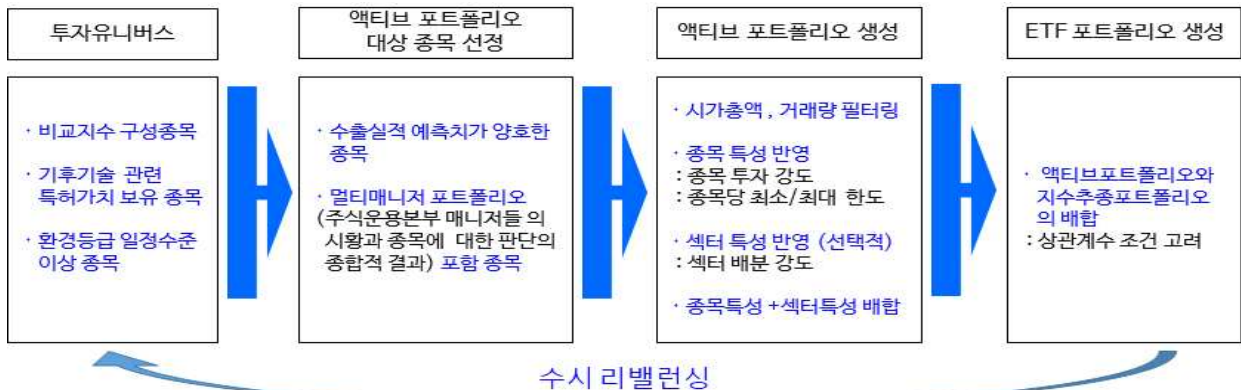 투자유니버스
· 비교지수 구성종목
· 기후기술 관련
특허가치 보유 종목
· 환경등급 일정수준
이상 종목
액티브 포트폴리오
대상 종목 선정
· 수출실적 예측치가 양호한
종목
· 멀티매니저 포트폴리오
(주식운용본부 매니저들 의
시황과 종목에 대한 판단의
종합적 결과) 포함 종목
액티브 포트폴리오 생성
· 시가총액 , 거래량 필터링
· 종목 특성 반영
: 종목 투자 강도
: 종목당 최소/최대 한도
· 섹터 특성 반영 (선택적)
: 섹터 배분 강도
· 종목특성 +섹터특성 배합
ETF 포트폴리오 생성
· 액티브포트폴리오와
지수추종포트폴리오
의 배합
: 상관계수 조건 고려
수시 리밸런싱